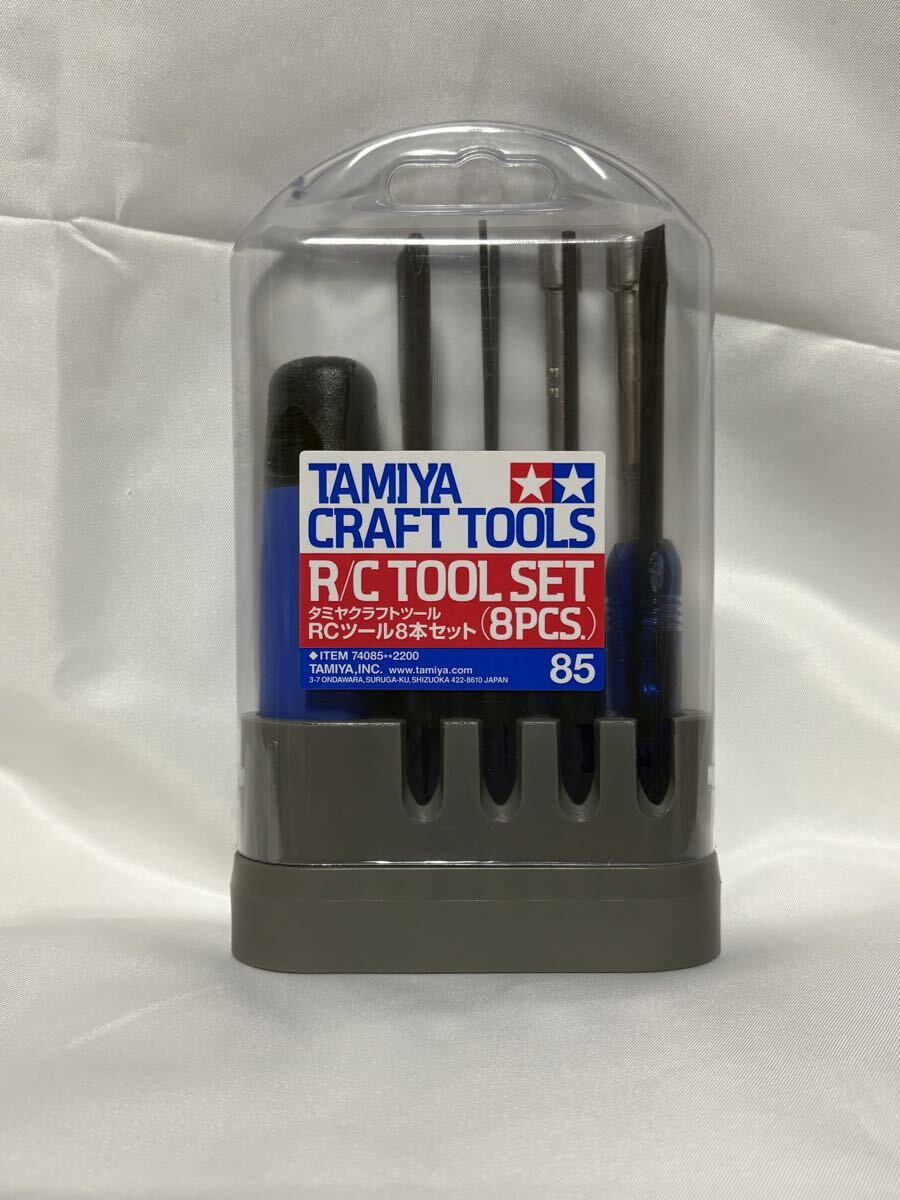 TAMIYA
CRAFT TOOLS
R/C TOOL SET
タミヤクラフトツール
RCツール8本セット (8PCS.)
◆ITEM 74085**2200
TAMIYA, INC. www.tamiya.com
3-7 ONDAWARA, SURUGA-KU, SHIZUOKA 422-8610 JAPAN
85